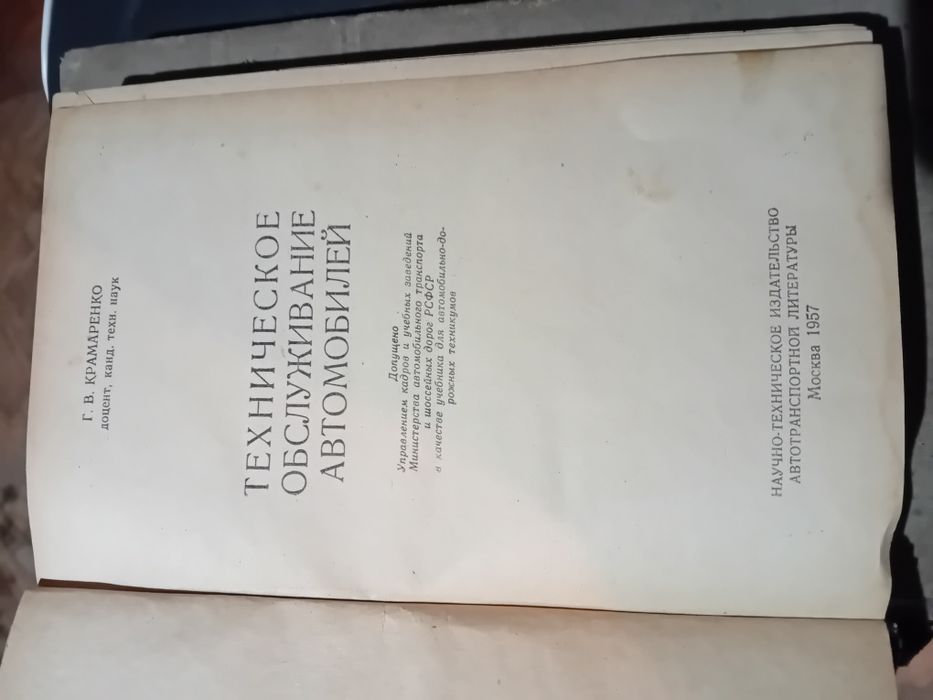 Г. В. КРАМАРЕНКО
доцент, канд. техн. наук
ТЕХНИЧЕСКОЕ
ОБСЛУЖИВАНИЕ
АВТОМОБИЛЕЙ
Допущено
Управлением кадров и учебных заведений
Министерства автомобильного транспорта
и шоссейных дорог РСФСР
в качестве учебника для автомобильно-до-
рожных техникумов
НАУЧНО-ТЕХНИЧЕСКОЕ ИЗДАТЕЛЬСТВО
АВТОТРАНСПОРТНОЙ ЛИТЕРАТУРЫ
Москва 1957